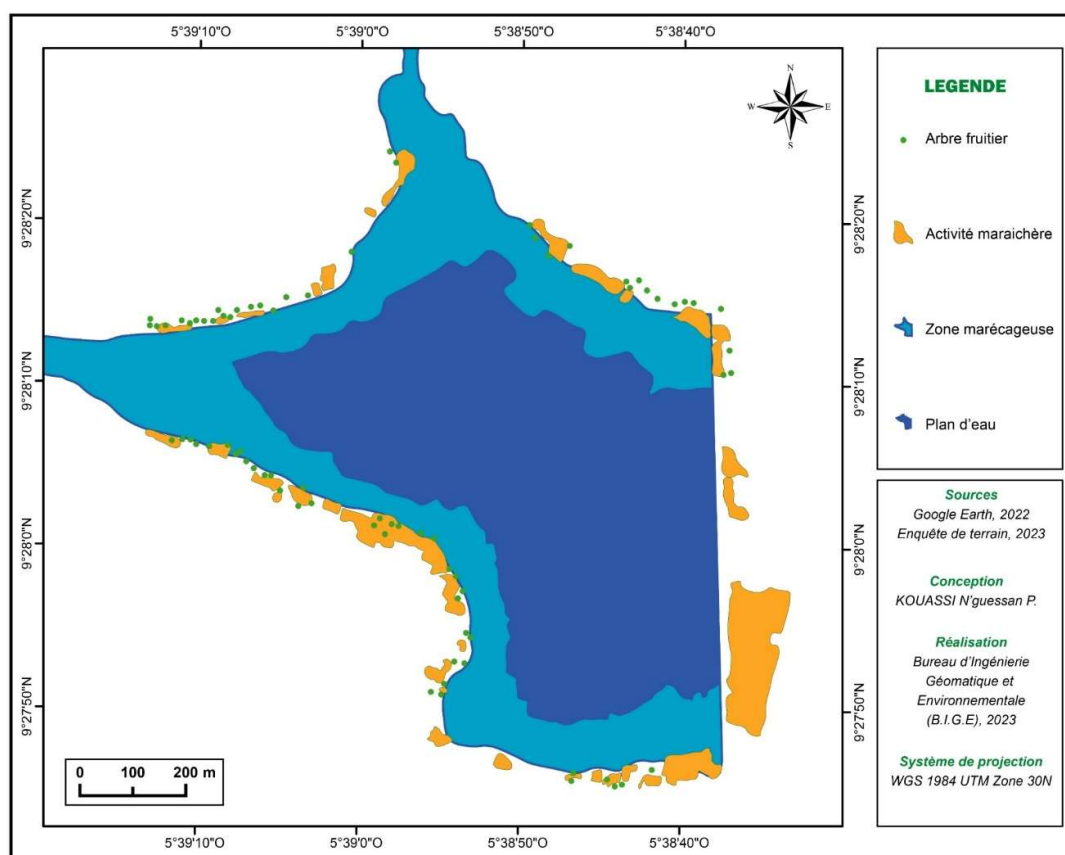 5°39'10"O
5°39'0"O
5°38'50"O
5°38'40"O
9°28'20"N
9°28'10"N
9°28'0"N
9°27'50"N
N
W
E
S
9°28'20"N
9°28'10"N
9°28'0"N
9°27'50"N
0 100 200 m
5°39'10"O
5°39'0"O
5°38'50"O
5°38'40"O
LEGENDE
Arbre fruitier
Activité maraichère
Zone marécageuse
Plan d'eau
Sources
Google Earth, 2022
Enquête de terrain, 2023
Conception
KOUASSI N'guessan P.
Réalisation
Bureau d'Ingénierie
Géomatique et
Environnementale
(B.I.G.E), 2023
Système de projection
WGS 1984 UTM Zone 30N